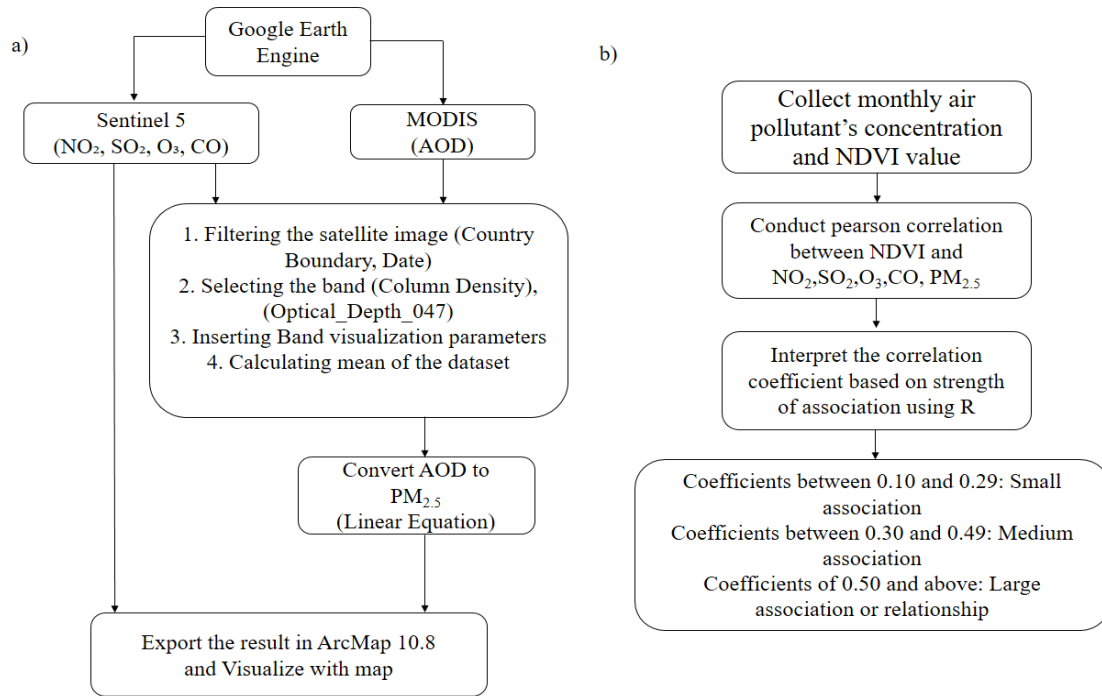 a)
Google Earth
Engine
Sentinel 5
(NO₂, SO₂, O₃, CO)
MODIS
(AOD)
1. Filtering the satellite image (Country
Boundary, Date)
2. Selecting the band (Column Density),
(Optical_Depth_047)
3. Inserting Band visualization parameters
4. Calculating mean of the dataset
Convert AOD to
PM₂.₅
(Linear Equation)
Export the result in ArcMap 10.8
and Visualize with map
b)
Collect monthly air
pollutant’s concentration
and NDVI value
Conduct pearson correlation
between NDVI and
NO₂,SO₂,O₃,CO, PM₂.₅
Interpret the correlation
coefficient based on strength
of association using R
Coefficients between 0.10 and 0.29: Small
association
Coefficients between 0.30 and 0.49: Medium
association
Coefficients of 0.50 and above: Large
association or relationship